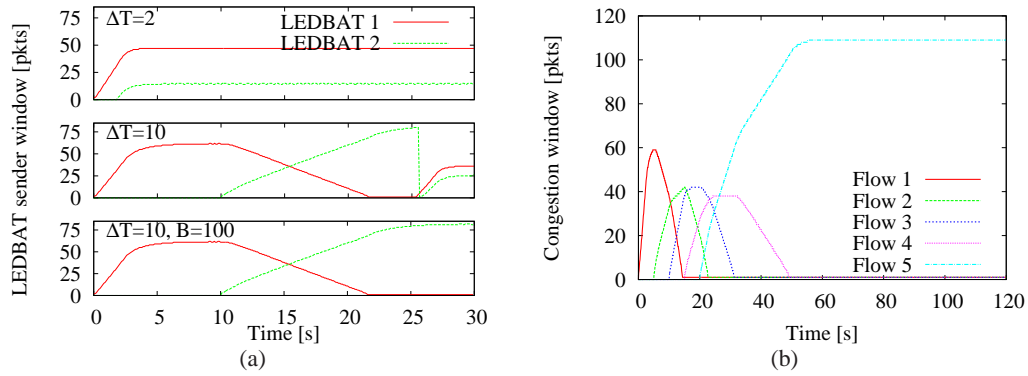 ΔT=2
LEDBAT 1
LEDBAT 2
75
50
25
0
ΔT=10
75
50
25
0
ΔT=10, B=100
75
50
25
0
0 5 10 15 20 25 30
LEDBAT sender window [pkts]
Time [s]
(a)
120
100
80
60
40
20
0
Congestion window [pkts]
Flow 1
Flow 2
Flow 3
Flow 4
Flow 5
0 20 40 60 80 100 120
Time [s]
(b)